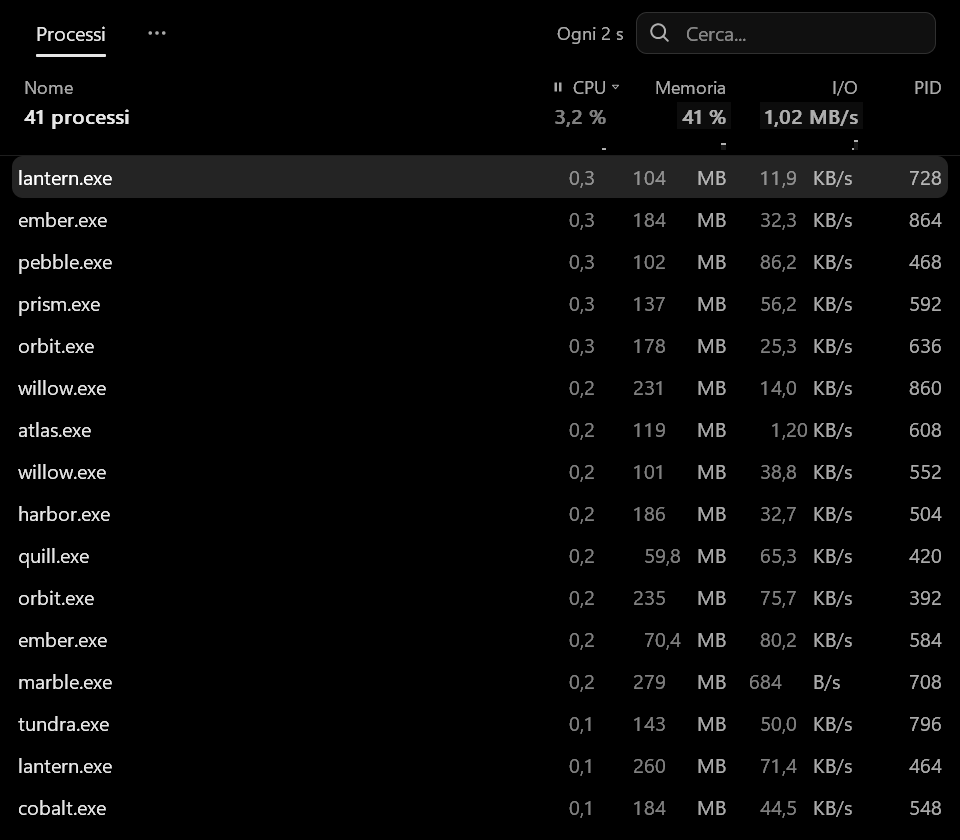 Processi ··· Ogni 2 s Cerca...
Nome CPU Memoria I/O PID
41 processi 3,2 % 41 % 1,02 MB/s
lantern.exe 0,3 104 MB 11,9 KB/s 728
ember.exe 0,3 184 MB 32,3 KB/s 864
pebble.exe 0,3 102 MB 86,2 KB/s 468
prism.exe 0,3 137 MB 56,2 KB/s 592
orbit.exe 0,3 178 MB 25,3 KB/s 636
willow.exe 0,2 231 MB 14,0 KB/s 860
atlas.exe 0,2 119 MB 1,20 KB/s 608
willow.exe 0,2 101 MB 38,8 KB/s 552
harbor.exe 0,2 186 MB 32,7 KB/s 504
quill.exe 0,2 59,8 MB 65,3 KB/s 420
orbit.exe 0,2 235 MB 75,7 KB/s 392
ember.exe 0,2 70,4 MB 80,2 KB/s 584
marble.exe 0,2 279 MB 684 B/s 708
tundra.exe 0,1 143 MB 50,0 KB/s 796
lantern.exe 0,1 260 MB 71,4 KB/s 464
cobalt.exe 0,1 184 MB 44,5 KB/s 548